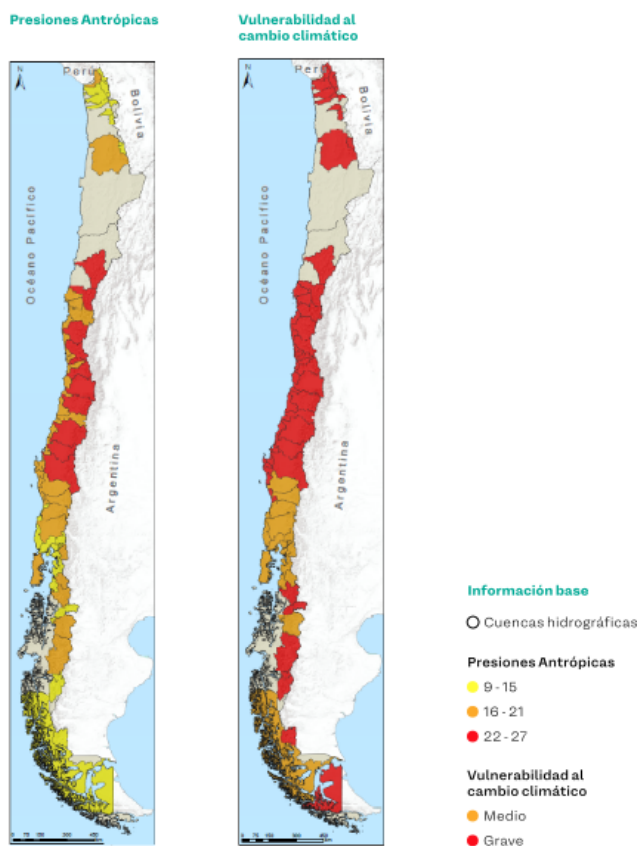 Presiones Antrópicas
Vulnerabilidad al
cambio climático
N
Perú
Bolivia
Océano Pacífico
Argentina
N
Perú
Bolivia
Océano Pacífico
Argentina
Información base
Cuencas hidrográficas
Presiones Antrópicas
9 - 15
16 - 21
22 - 27
Vulnerabilidad al
cambio climático
Medio
Grave